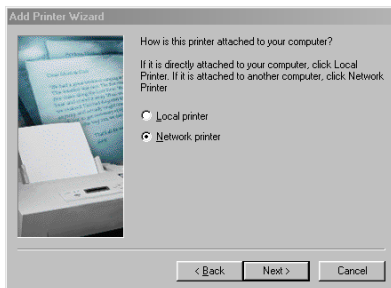 Add Printer Wizard
How is this printer attached to your computer?
If it is directly attached to your computer, click Local
Printer. If it is attached to another computer, click Network
Printer
Local printer
Network printer
< Back
Next >
Cancel